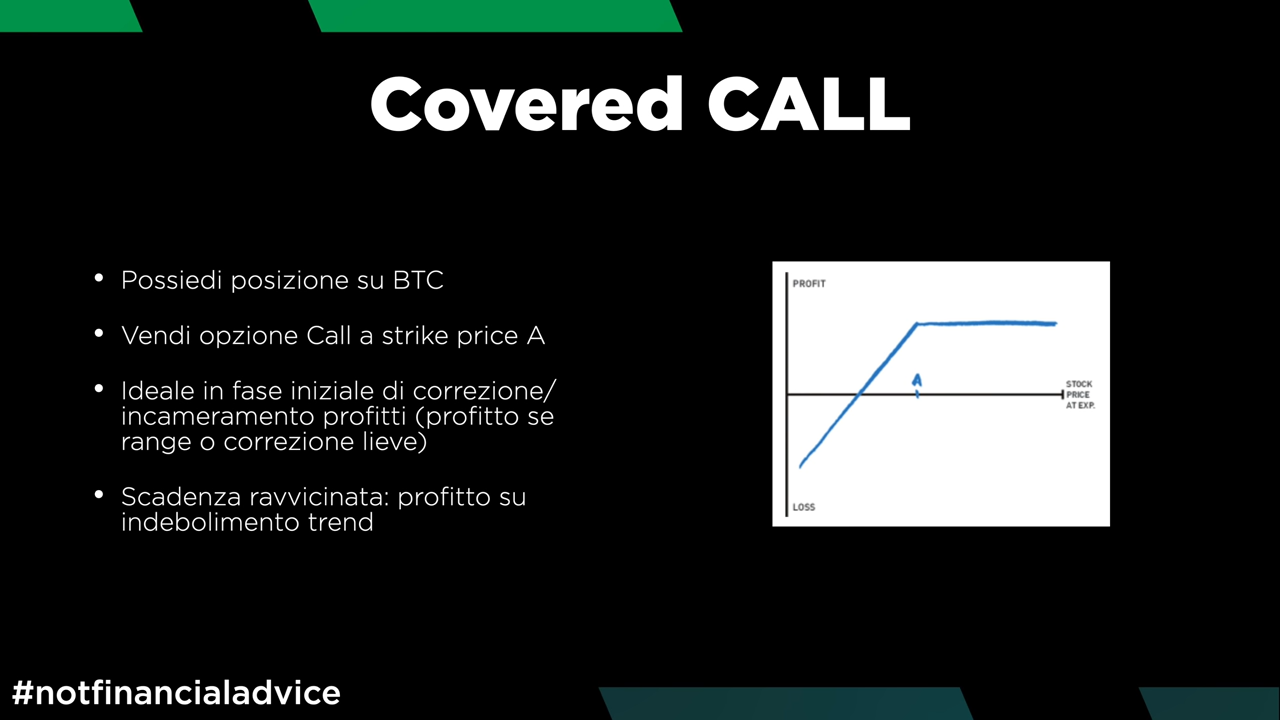 Covered CALL
• Possiedi posizione su BTC
• Vendi opzione Call a strike price A
• Ideale in fase iniziale di correzione/
incameramento profitti (profitto se
range o correzione lieve)
• Scadenza ravvicinata: profitto su
indebolimento trend
PROFIT
A
STOCK
PRICE
AT EXP.
LOSS
#notfinancialadvice